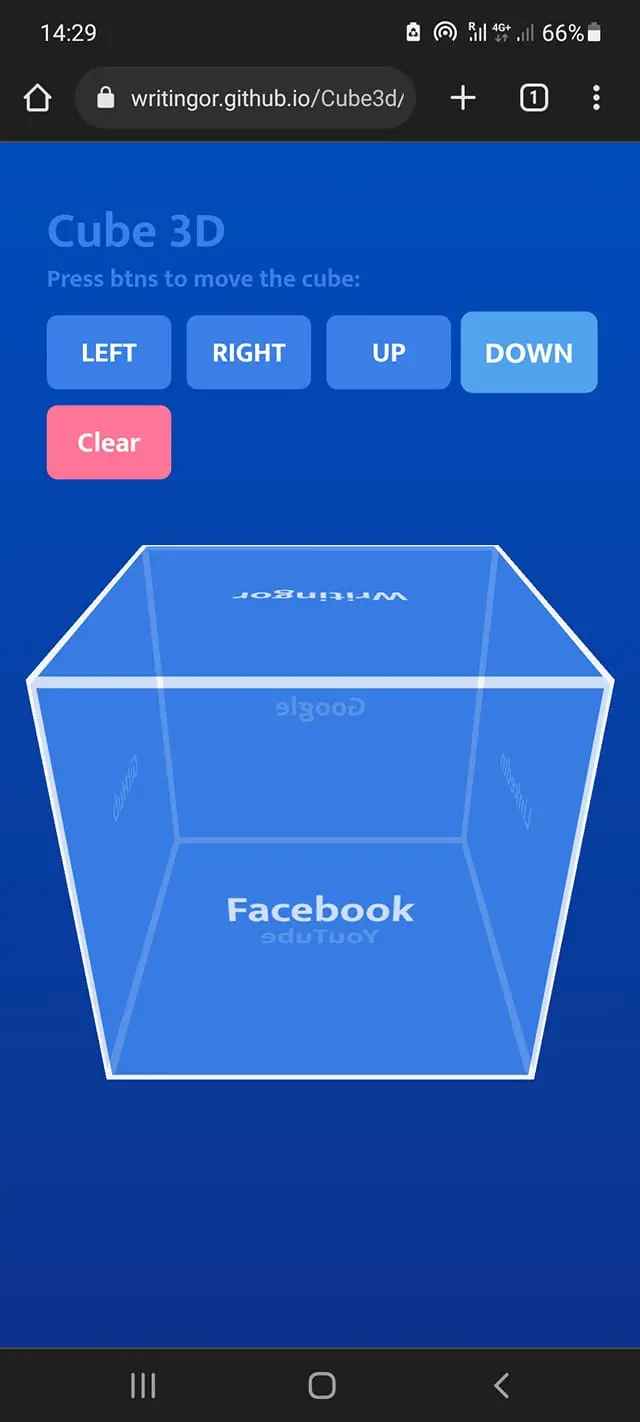 14:29
R 4G+ 66%
writingor.github.io/Cube3d/
1
Cube 3D
Press btns to move the cube:
LEFT RIGHT UP DOWN
Clear
Writingor
Google
GitHub LinkedIn
Facebook
YouTube